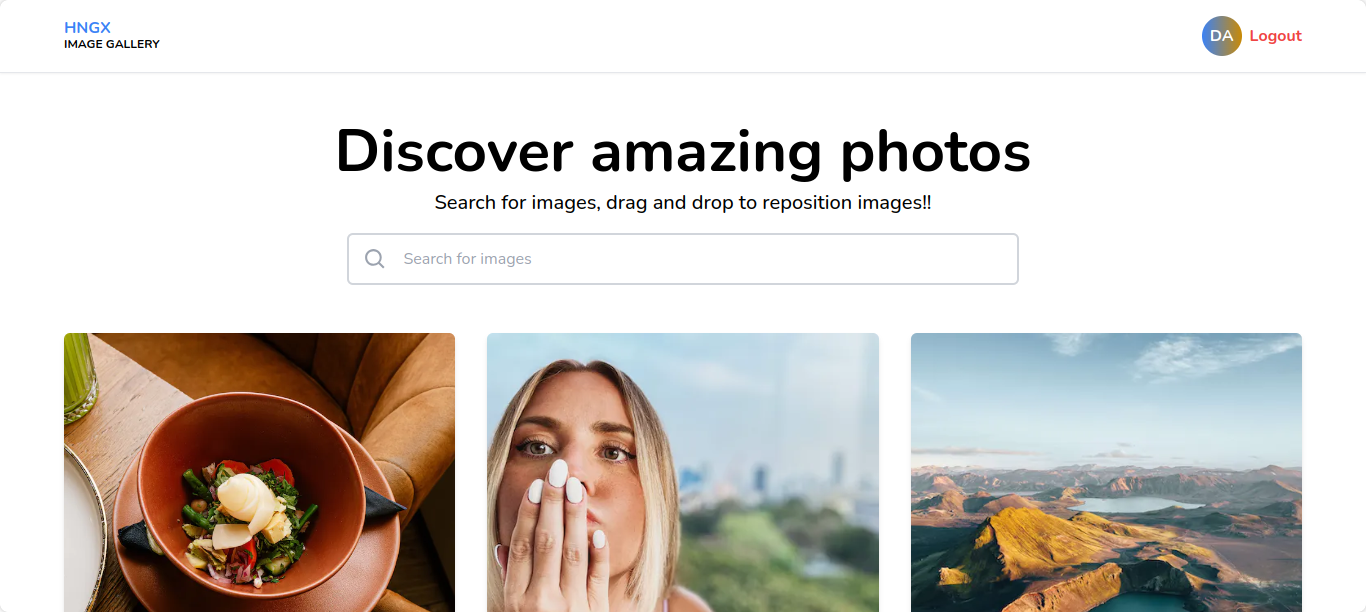 HNGX
IMAGE GALLERY
DA
Logout
Discover amazing photos
Search for images, drag and drop to reposition images!!
Search for images